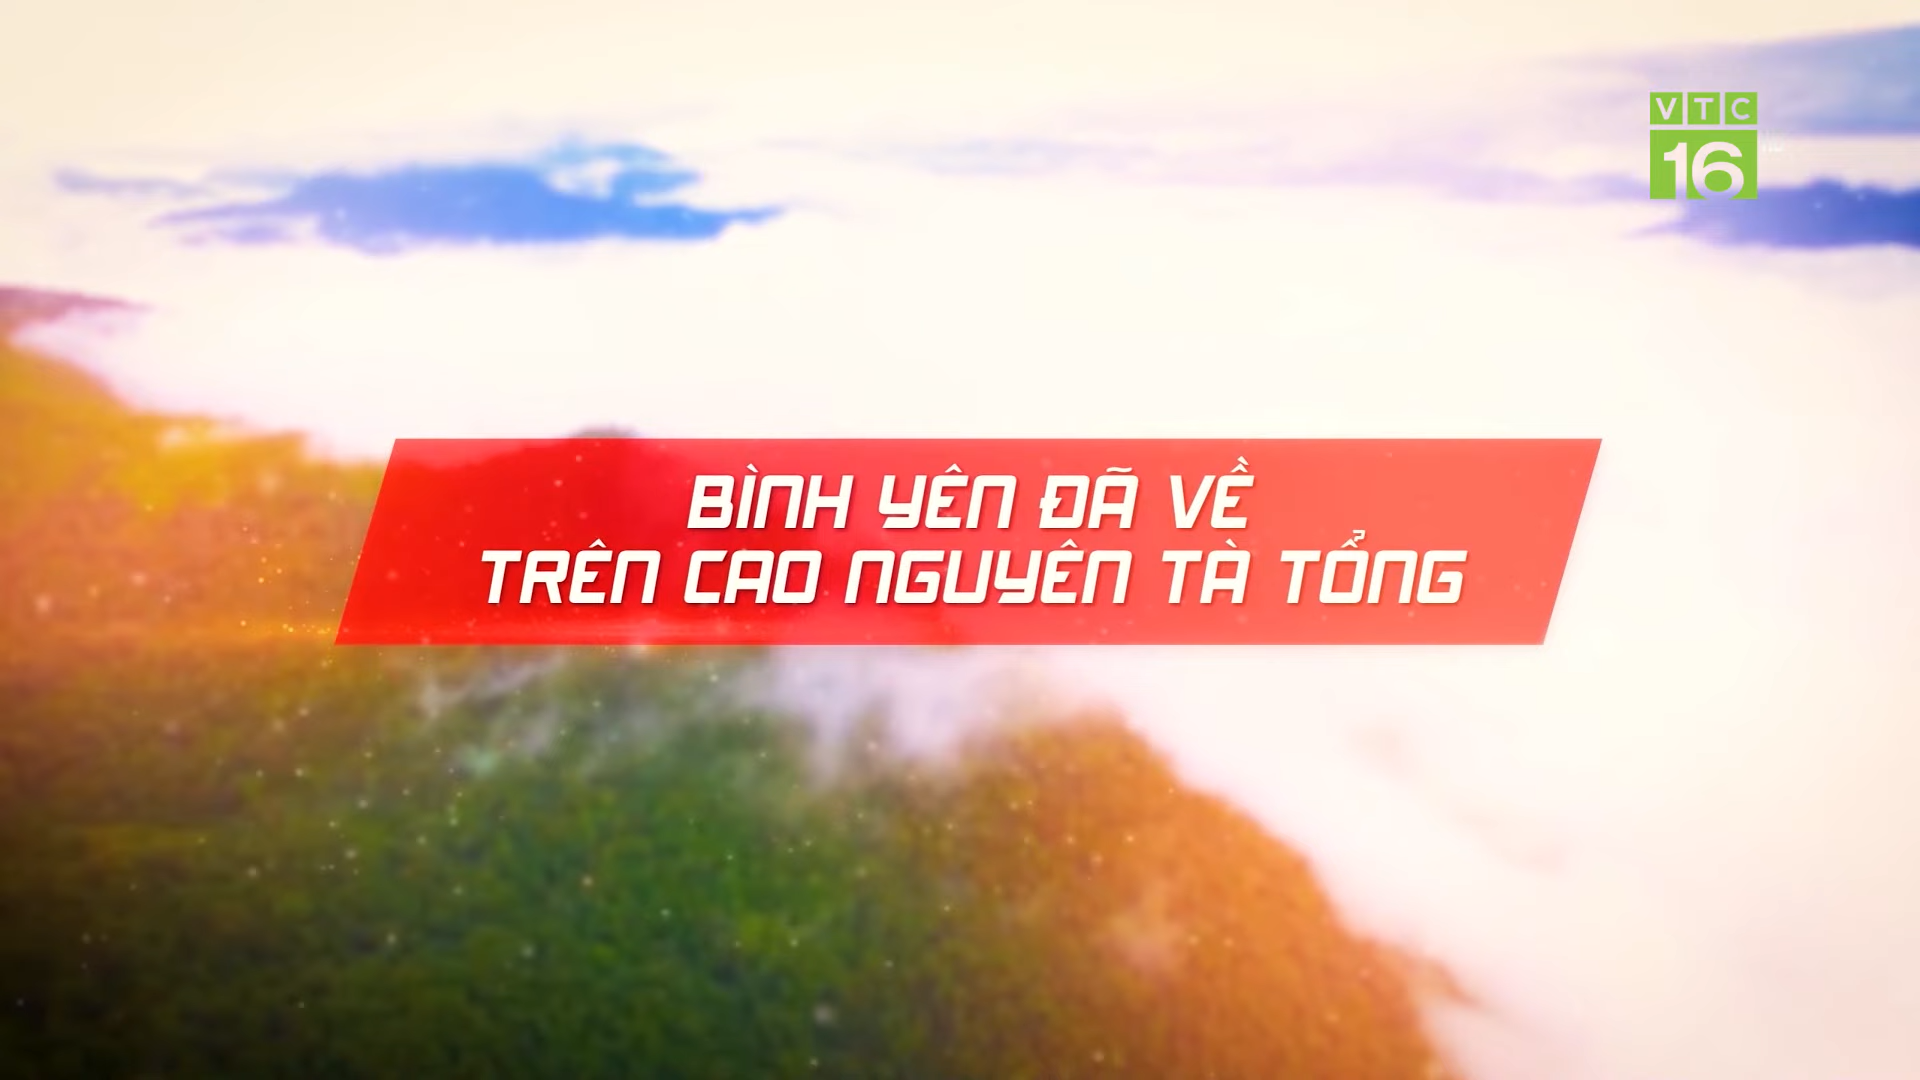 VTC
16
BÌNH YÊN ĐÃ VỀ
TRÊN CAO NGUYÊN TÀ TỔNG